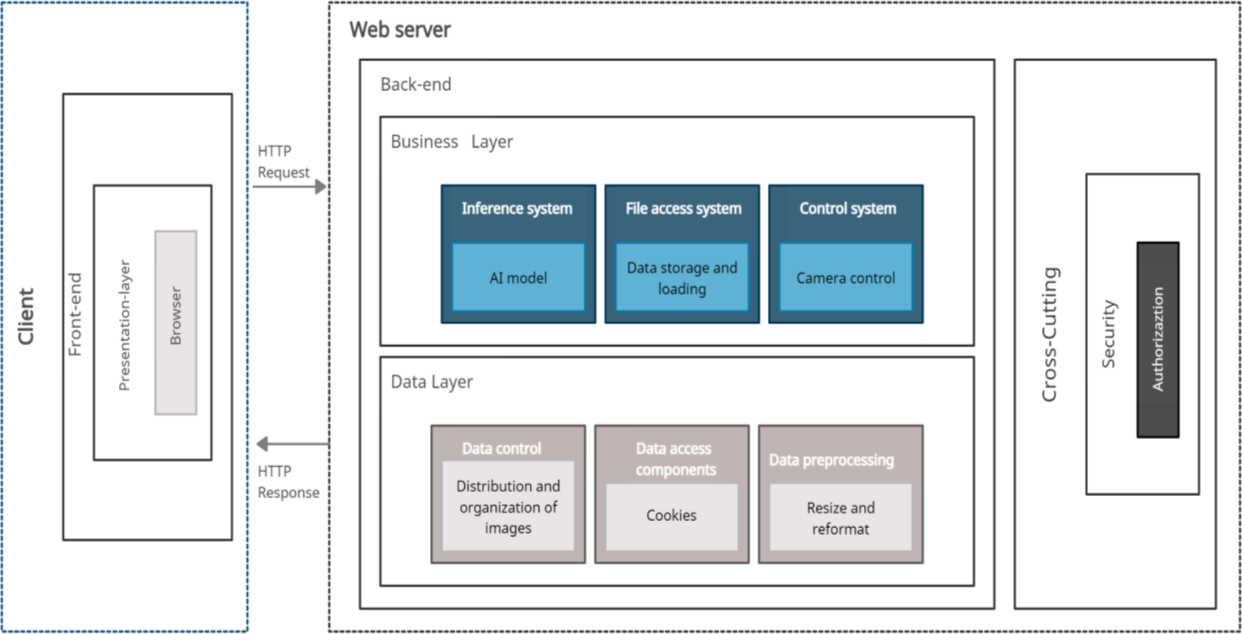 Client
Front-end
Presentation-layer
Browser
HTTP
Request
HTTP
Response
Web server
Back-end
Business Layer
Inference system
AI model
File access system
Data storage and
loading
Control system
Camera control
Data Layer
Data control
Distribution and
organization of
images
Data access
components
Cookies
Data preprocessing
Resize and
reformat
Cross-Cutting
Security
Authorizaztion